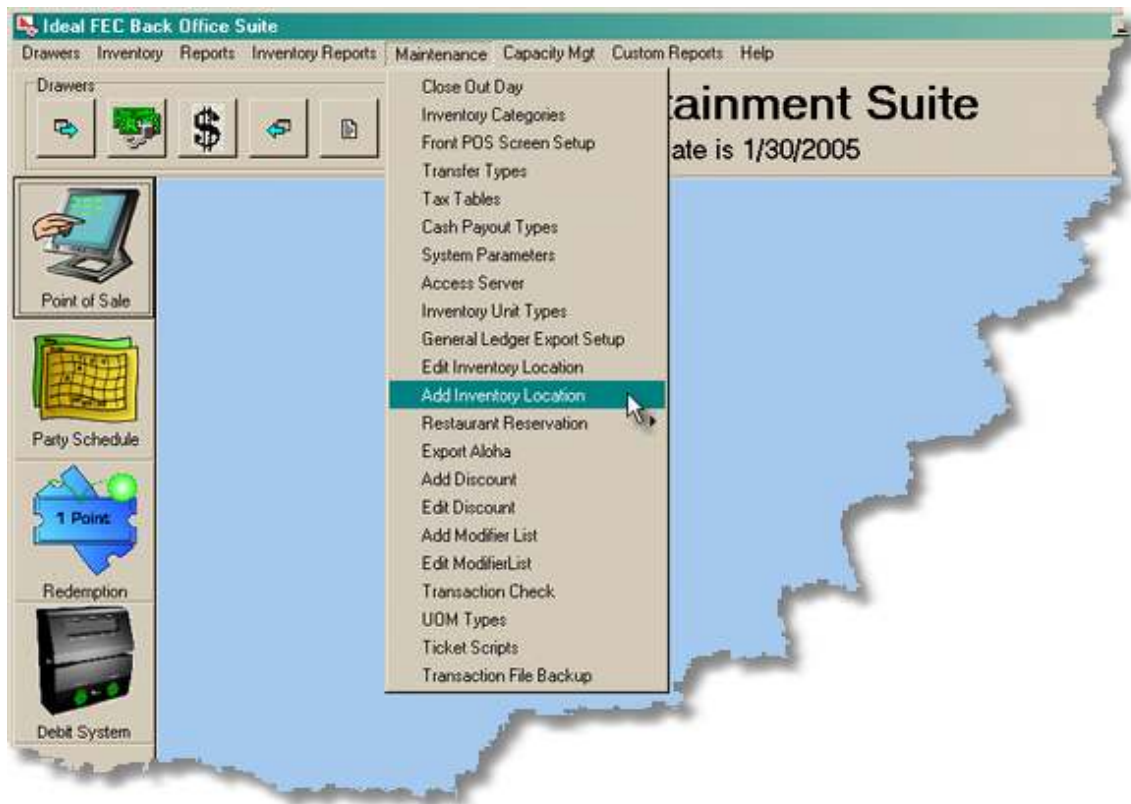 Ideal FEC Back Office Suite
Drawers Inventory Reports Inventory Reports Maintenance Capacity Mgt Custom Reports Help
Drawers
tainment Suite
ate is 1/30/2005
Close Out Day
Inventory Categories
Front POS Screen Setup
Transfer Types
Tax Tables
Cash Payout Types
System Parameters
Access Server
Inventory Unit Types
General Ledger Export Setup
Edit Inventory Location
Add Inventory Location
Restaurant Reservation
Export Aloha
Add Discount
Edit Discount
Add Modifier List
Edit ModifierList
Transaction Check
UOM Types
Ticket Scripts
Transaction File Backup
Point of Sale
Party Schedule
1 Point
Redemption
Debit System